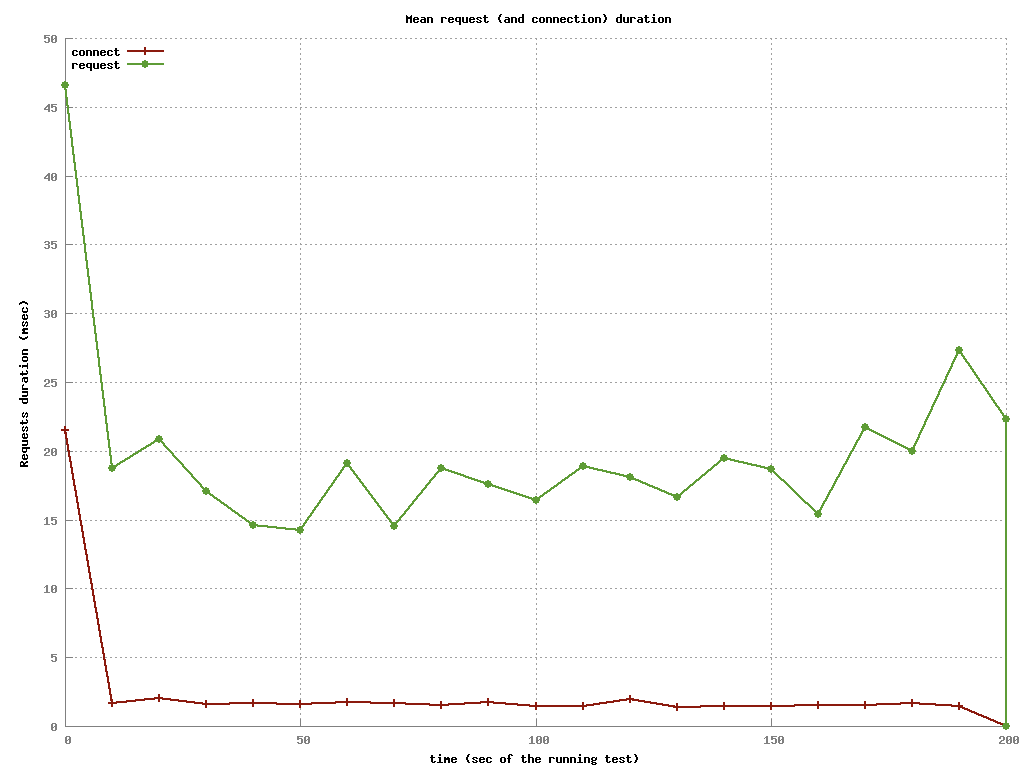 Mean request (and connection) duration
50
connect
request
45
40
35
30
25
20
15
10
5
0
Requests duration (msec)
0 50 100 150 200
time (sec of the running test)